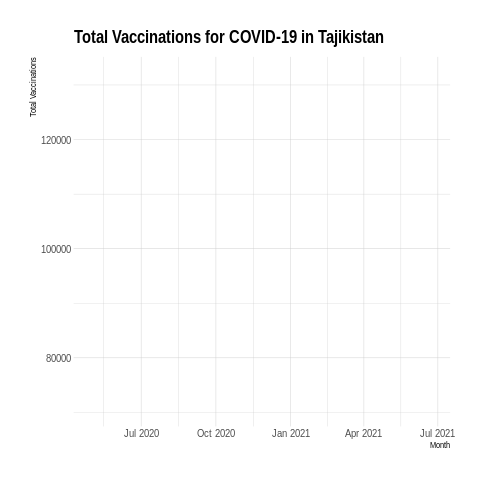 Total Vaccinations for COVID-19 in Tajikistan
Total Vaccinations
120000
100000
80000
Jul 2020 Oct 2020 Jan 2021 Apr 2021 Jul 2021
Month